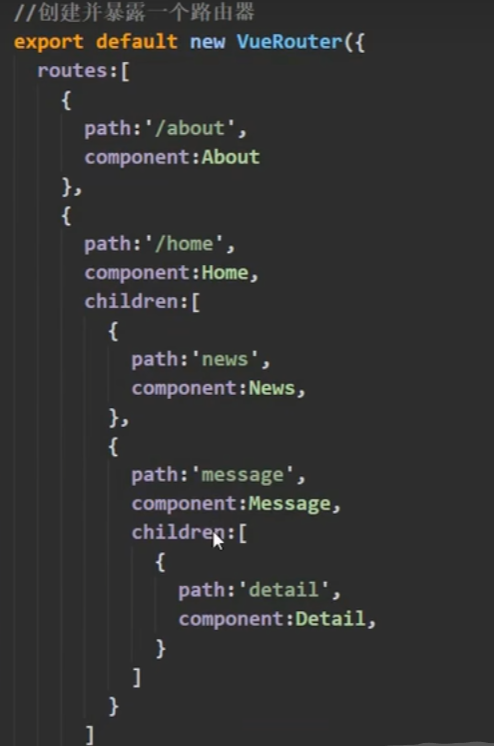 //创建并暴露一个路由器
export default new VueRouter({
  routes:[
    {
      path:'/about',
      component:About
    },
    {
      path:'/home',
      component:Home,
      children:[
        {
          path:'news',
          component:News,
        },
        {
          path:'message',
          component:Message,
          children:[
            {
              path:'detail',
              component:Detail,
            }
          ]
        }
      ]